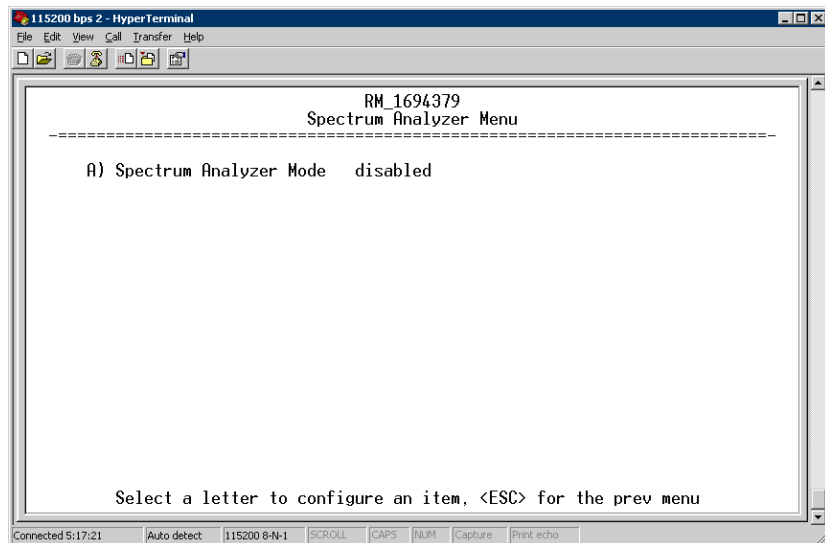 115200 bps 2 - HyperTerminal
File Edit View Call Transfer Help
RM_1694379
Spectrum Analyzer Menu
-==========================================================================-
A) Spectrum Analyzer Mode disabled
Select a letter to configure an item, <ESC> for the prev menu
Connected 5:17:21 Auto detect 115200 8-N-1 SCROLL CAPS NUM Capture Print echo